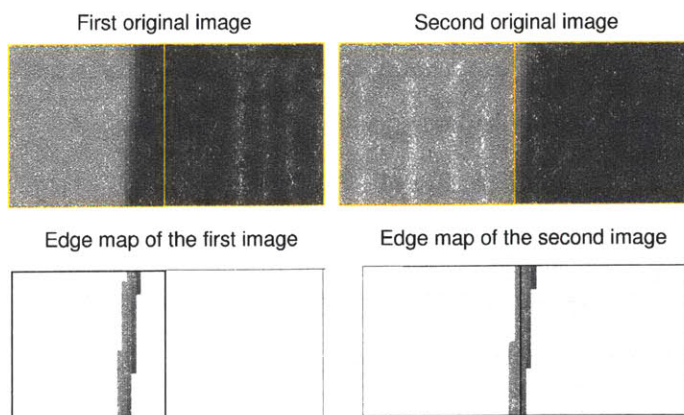 First original image
Second original image
Edge map of the first image
Edge map of the second image